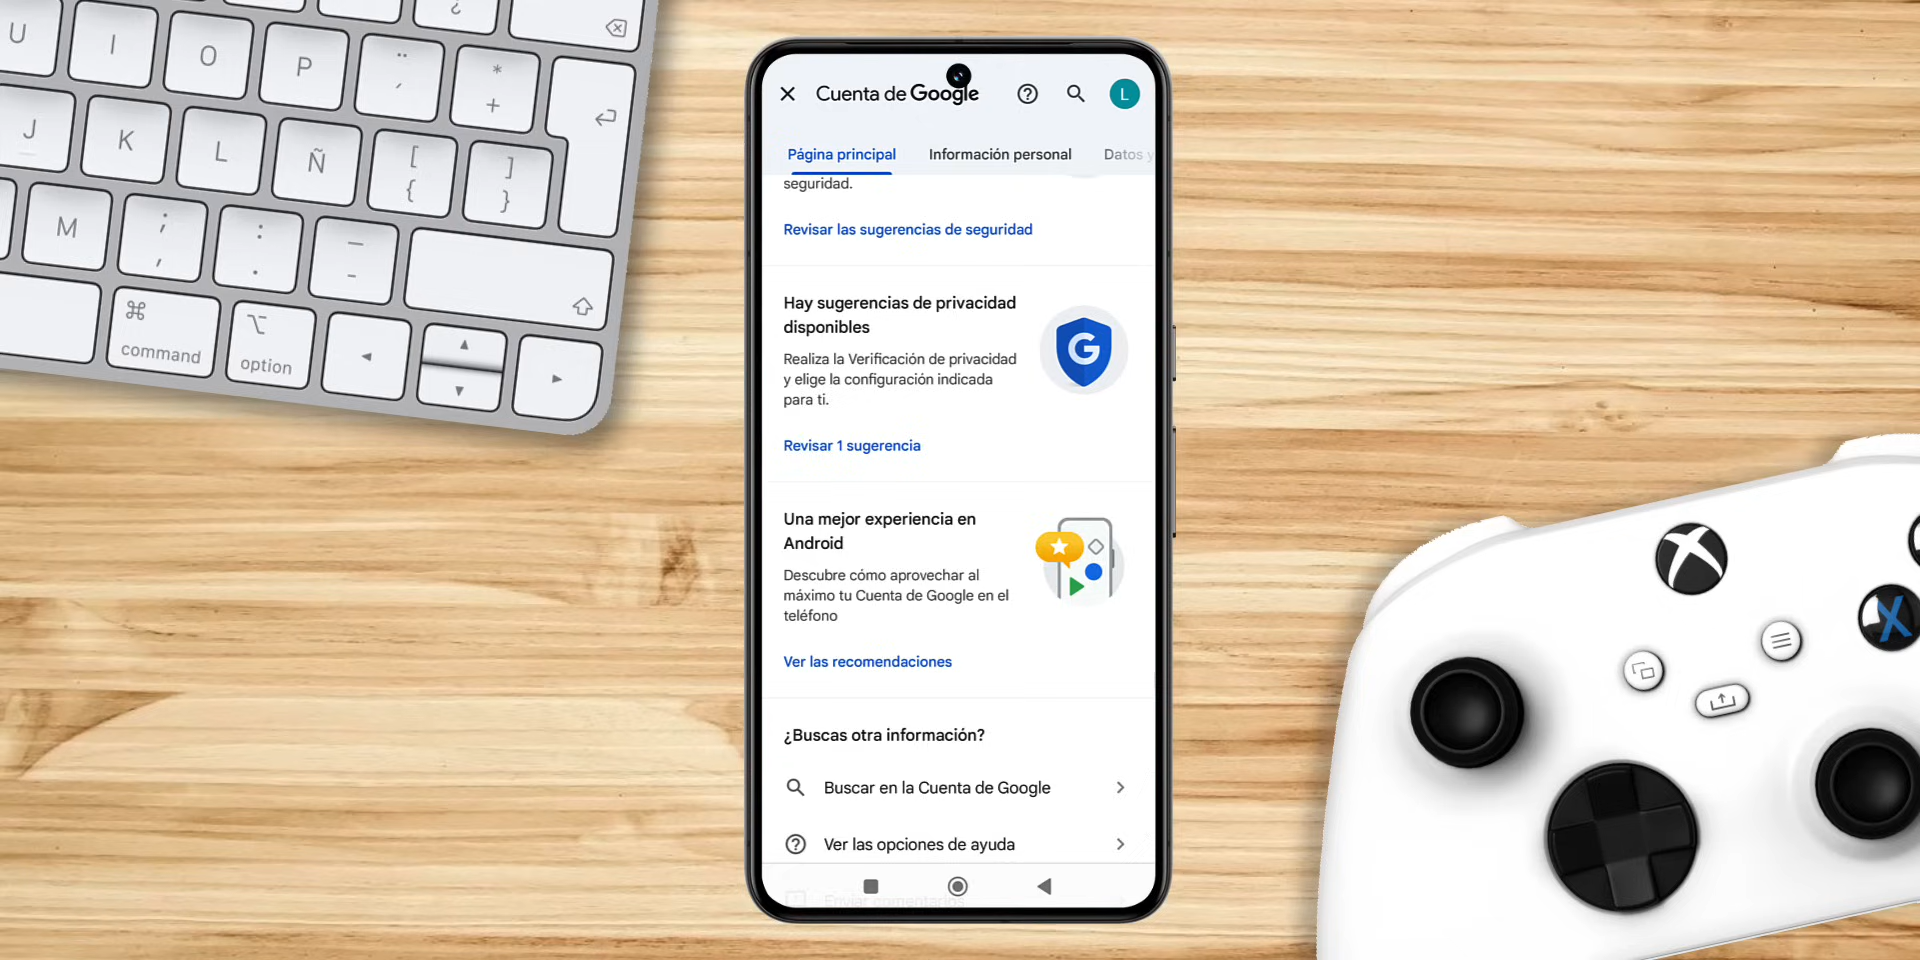 U I O P ¨ ´ * +
¿
J K L Ñ [ { ] }
M ; , : . _ -
⌘ command
⌥ option
Cuenta de Google
L
Página principal
Información personal
Datos y
seguridad.
Revisar las sugerencias de seguridad
Hay sugerencias de privacidad
disponibles
Realiza la Verificación de privacidad
y elige la configuración indicada
para ti.
G
Revisar 1 sugerencia
Una mejor experiencia en
Android
Descubre cómo aprovechar al
máximo tu Cuenta de Google en el
teléfono
Ver las recomendaciones
¿Buscas otra información?
Buscar en la Cuenta de Google
Ver las opciones de ayuda
Enviar comentarios
X